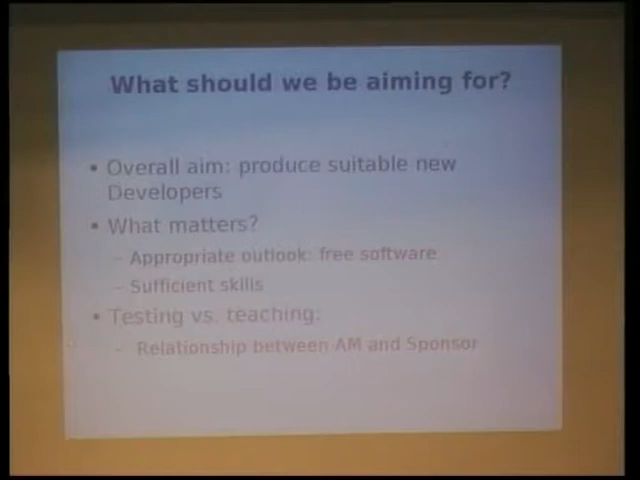 What should we be aiming for?
• Overall aim: produce suitable new
Developers
• What matters?
– Appropriate outlook: free software
– Sufficient skills
• Testing vs. teaching:
– Relationship between AM and Sponsor